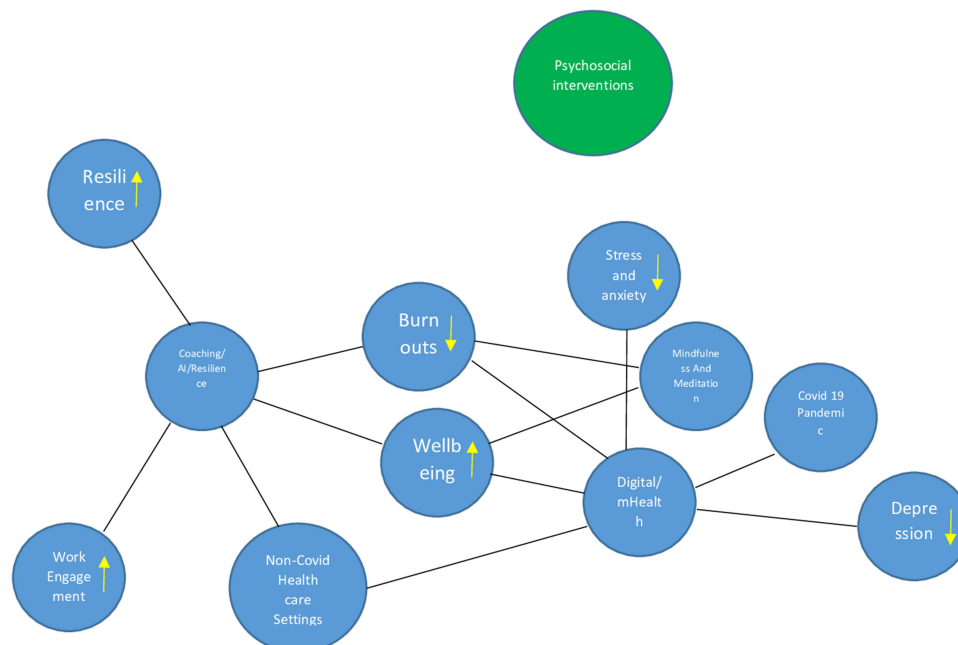 Psychosocial
interventions
Resili
ence
Stress
and
anxiety
Burn
outs
Coaching/
AI/Resilien
ce
Mindfulne
ss And
Meditatio
n
Covid 19
Pandemi
c
Wellb
eing
Digital/
mHealt
h
Depre
ssion
Work
Engage
ment
Non-Covid
Health
care
Settings